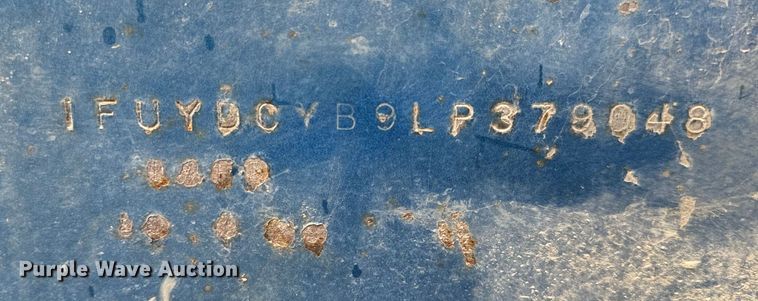 1FUYDCYB9LP379048
Purple Wave Auction